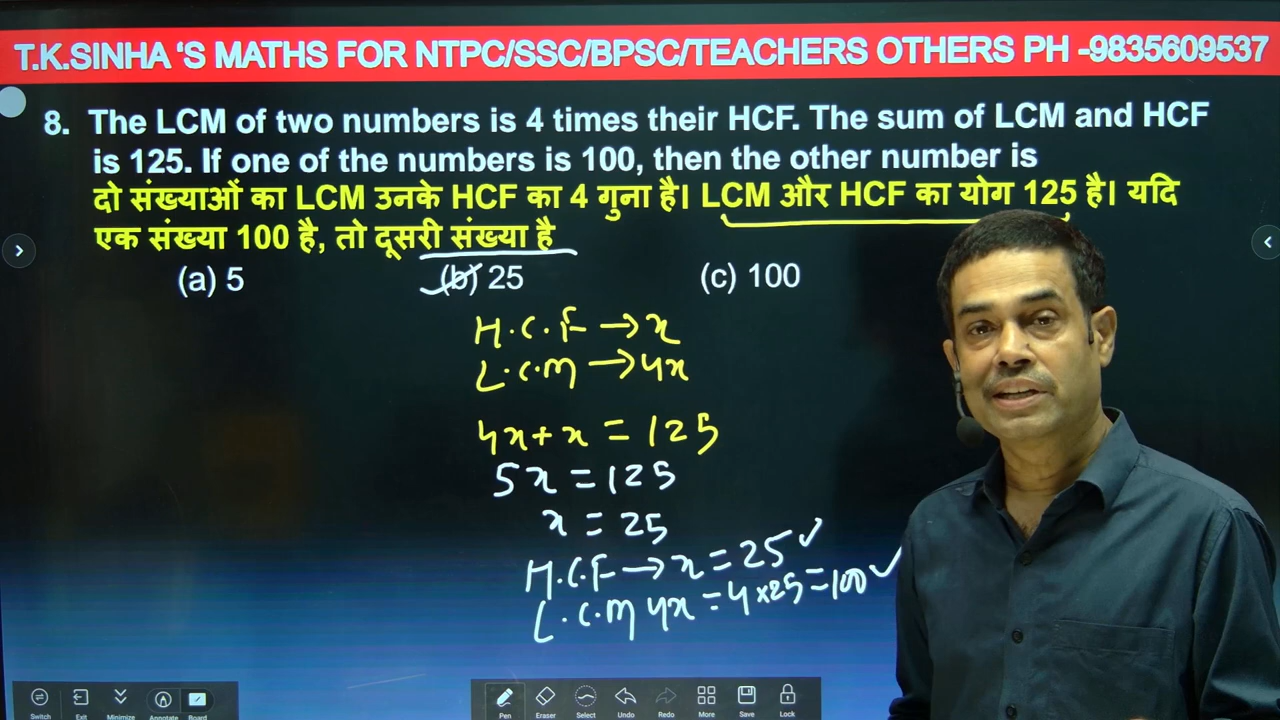 T.K.SINHA 'S MATHS FOR NTPC/SSC/BPSC/TEACHERS OTHERS PH -9835609537
8. The LCM of two numbers is 4 times their HCF. The sum of LCM and HCF
is 125. If one of the numbers is 100, then the other number is
दो संख्याओं का LCM उनके HCF का 4 गुना है। LCM और HCF का योग 125 है। यदि
एक संख्या 100 है, तो दूसरी संख्या है
(a) 5 (b) 25 (c) 100
H.C.F → x
L.C.M → 4x
4x+x = 125
5x = 125
x = 25
H.C.F → x = 25 ✓
L.C.M 4x = 4×25 = 100 ✓
Switch Exit Minimize Annotate Board Pen Eraser Select Undo Redo More Save Lock